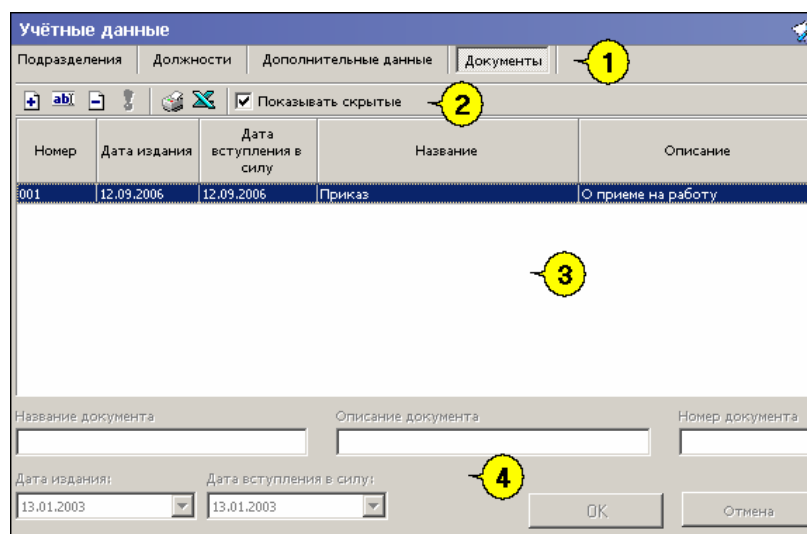 Учётные данные
Подразделения Должности Дополнительные данные Документы 1
abI Показывать скрытые 2
Номер Дата издания Дата вступления в силу Название Описание
001 12.09.2006 12.09.2006 Приказ О приеме на работу
3
Название документа Описание документа Номер документа
Дата издания: Дата вступления в силу: 4
13.01.2003 13.01.2003 OK Отмена